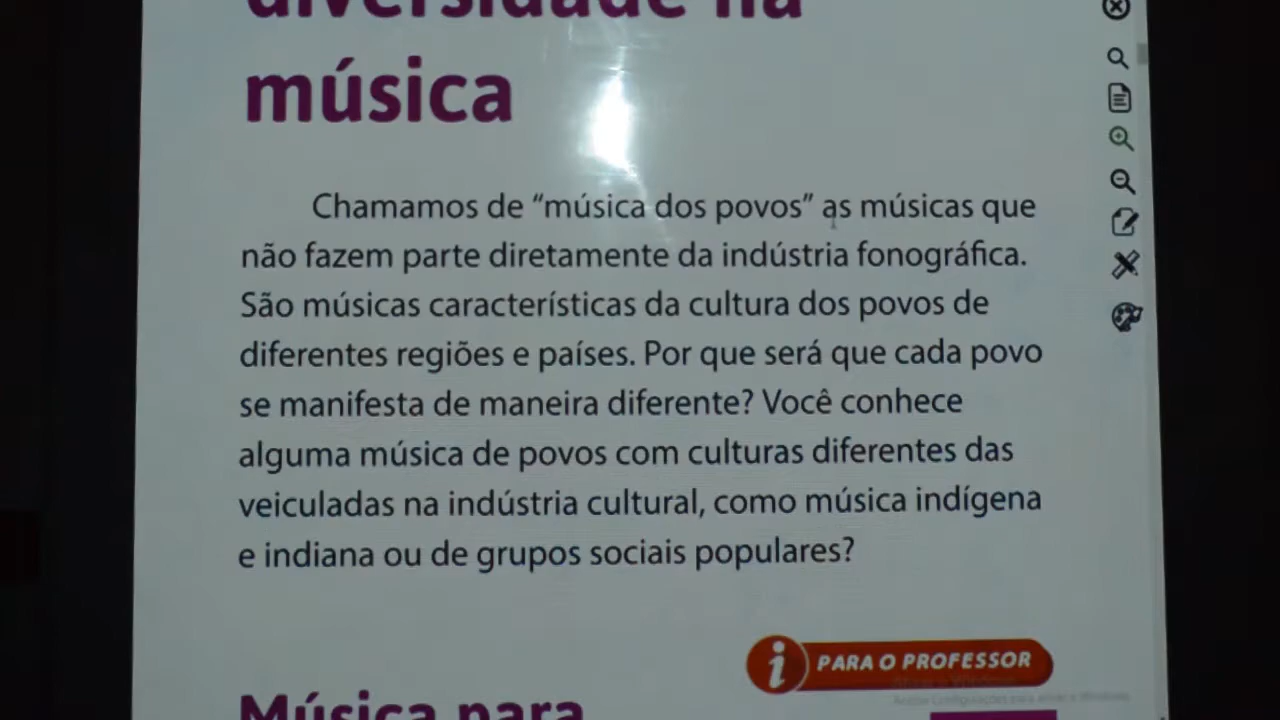 diversidade na
música
Chamamos de “música dos povos” as músicas que
não fazem parte diretamente da indústria fonográfica.
São músicas características da cultura dos povos de
diferentes regiões e países. Por que será que cada povo
se manifesta de maneira diferente? Você conhece
alguma música de povos com culturas diferentes das
veiculadas na indústria cultural, como música indígena
e indiana ou de grupos sociais populares?
i PARA O PROFESSOR
Música para